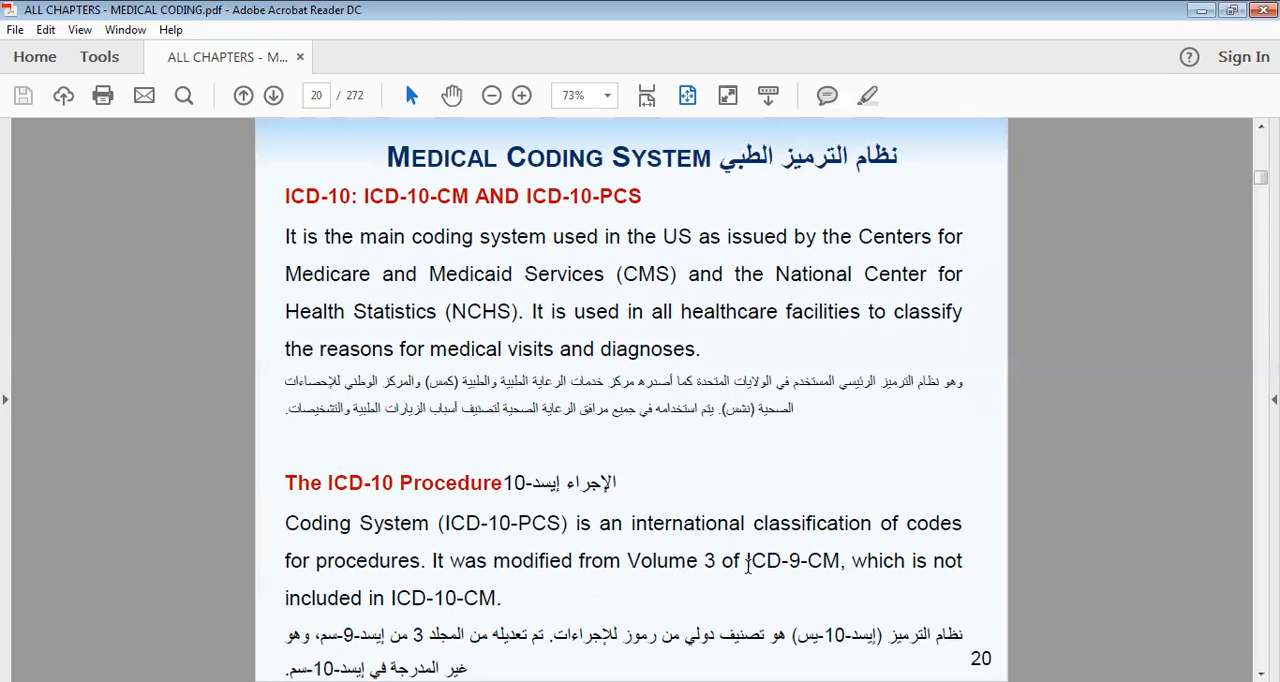 ALL CHAPTERS - MEDICAL CODING.pdf - Adobe Acrobat Reader DC
File Edit View Window Help
Home Tools ALL CHAPTERS - M... × Sign In
20 / 272 73%
MEDICAL CODING SYSTEM نظام الترميز الطبي
ICD-10: ICD-10-CM AND ICD-10-PCS
It is the main coding system used in the US as issued by the Centers for
Medicare and Medicaid Services (CMS) and the National Center for
Health Statistics (NCHS). It is used in all healthcare facilities to classify
the reasons for medical visits and diagnoses.
وهو نظام الترميز الرئيسي المستخدم في الولايات المتحدة كما أصدره مركز خدمات الرعاية الطبية والطبية (كمس) والمركز الوطني للإحصاءات
الصحية (نشس). يتم استخدامه في جميع مرافق الرعاية الصحية لتصنيف أسباب الزيارات الطبية والتشخيصات.
The ICD-10 Procedure الإجراء إيسد-10
Coding System (ICD-10-PCS) is an international classification of codes
for procedures. It was modified from Volume 3 of ICD-9-CM, which is not
included in ICD-10-CM.
نظام الترميز (إيسد-10-يس) هو تصنيف دولي من رموز للإجراءات. تم تعديله من المجلد 3 من إيسد-9-سم، وهو
غير المدرجة في إيسد-10-سم.
20